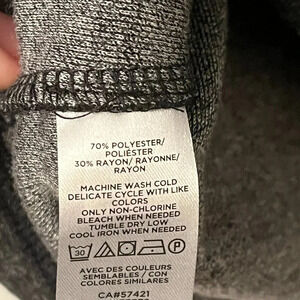 70% POLYESTER/
POLIÉSTER
30% RAYON/ RAYONNE/
RAYON
MACHINE WASH COLD
DELICATE CYCLE WITH LIKE
COLORS
ONLY NON-CHLORINE
BLEACH WHEN NEEDED
TUMBLE DRY LOW
COOL IRON WHEN NEEDED
30
P
AVEC DES COULEURS
SEMBLABLES / CON
COLORES SIMILARES
CA#57421